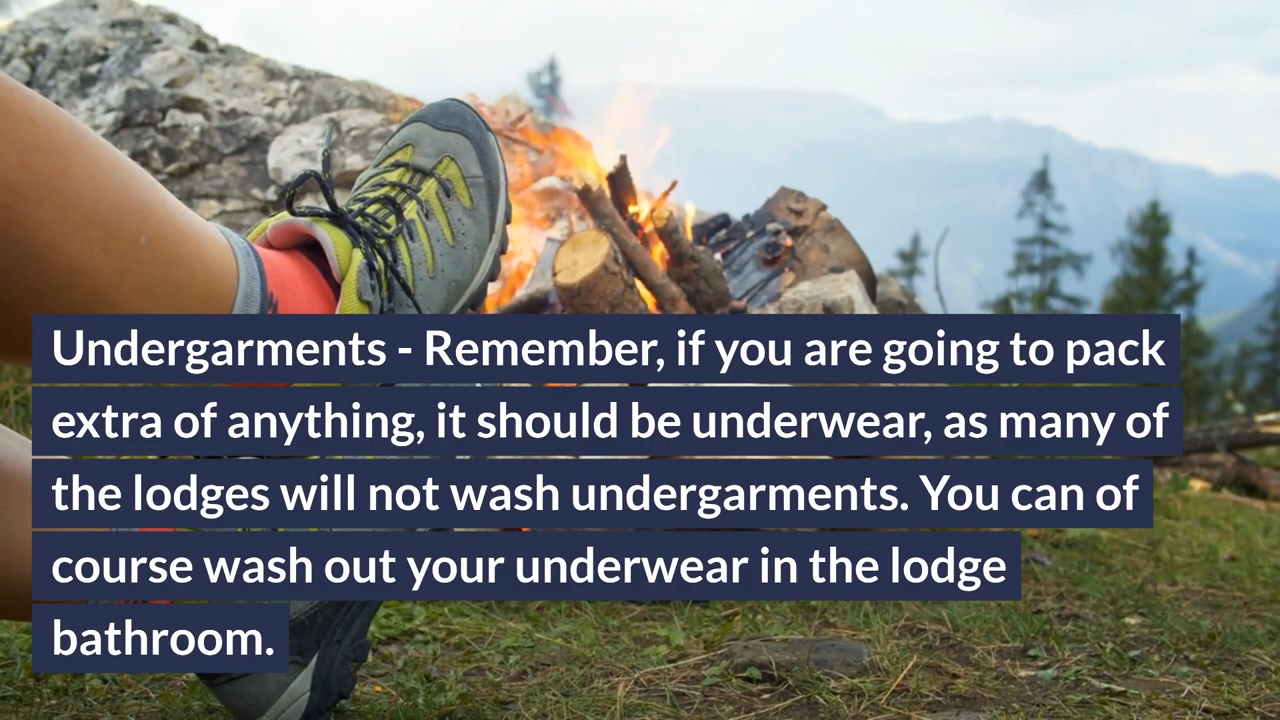 Undergarments - Remember, if you are going to pack
extra of anything, it should be underwear, as many of
the lodges will not wash undergarments. You can of
course wash out your underwear in the lodge
bathroom.